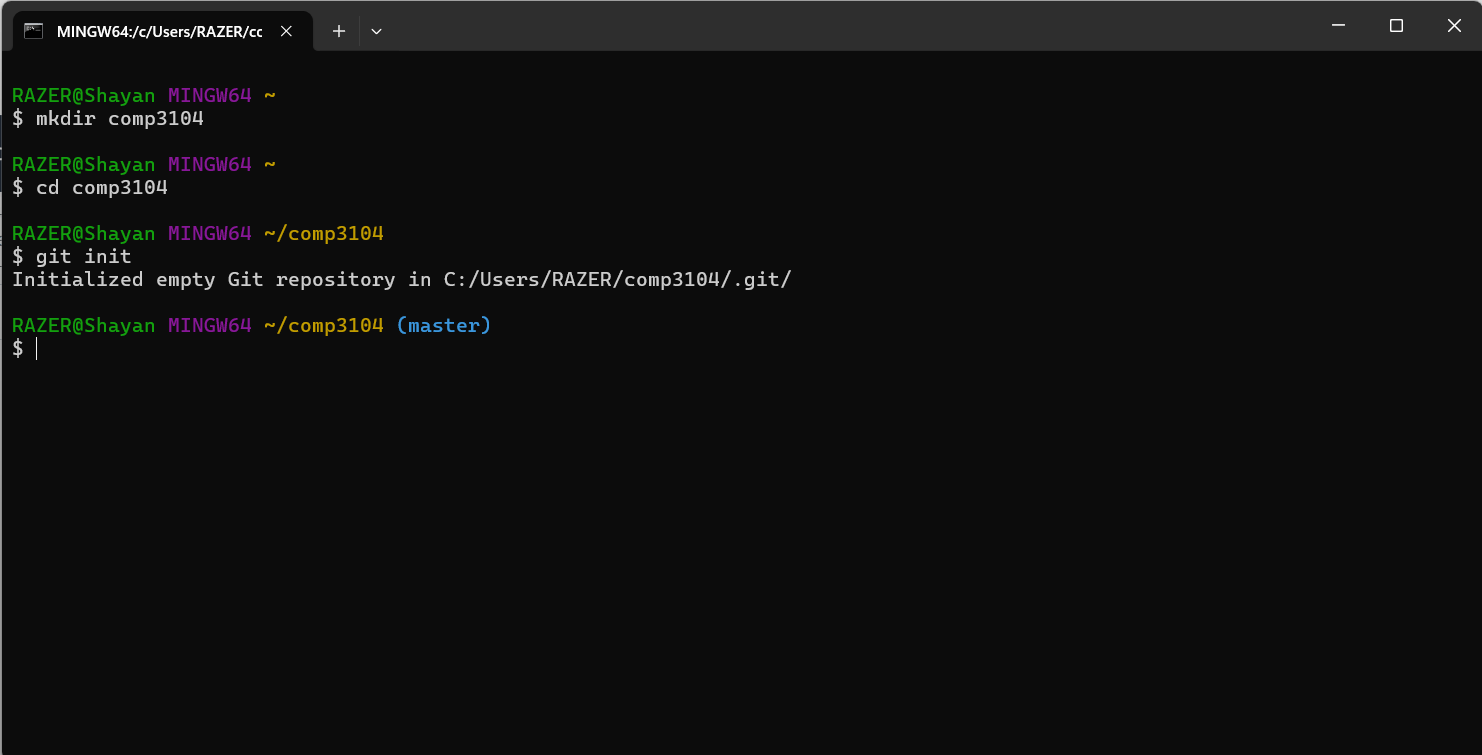 MINGW64:/c/Users/RAZER/cc
RAZER@Shayan MINGW64 ~
$ mkdir comp3104
RAZER@Shayan MINGW64 ~
$ cd comp3104
RAZER@Shayan MINGW64 ~/comp3104
$ git init
Initialized empty Git repository in C:/Users/RAZER/comp3104/.git/
RAZER@Shayan MINGW64 ~/comp3104 (master)
$